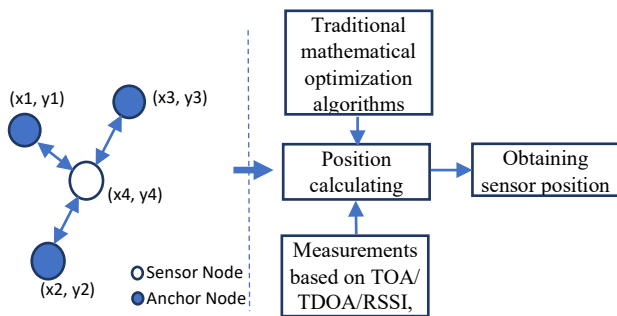 (x1, y1)
(x3, y3)
(x4, y4)
(x2, y2)
Sensor Node
Anchor Node
Traditional
mathematical
optimization
algorithms
Position
calculating
Obtaining
sensor position
Measurements
based on TOA/
TDOA/RSSI,